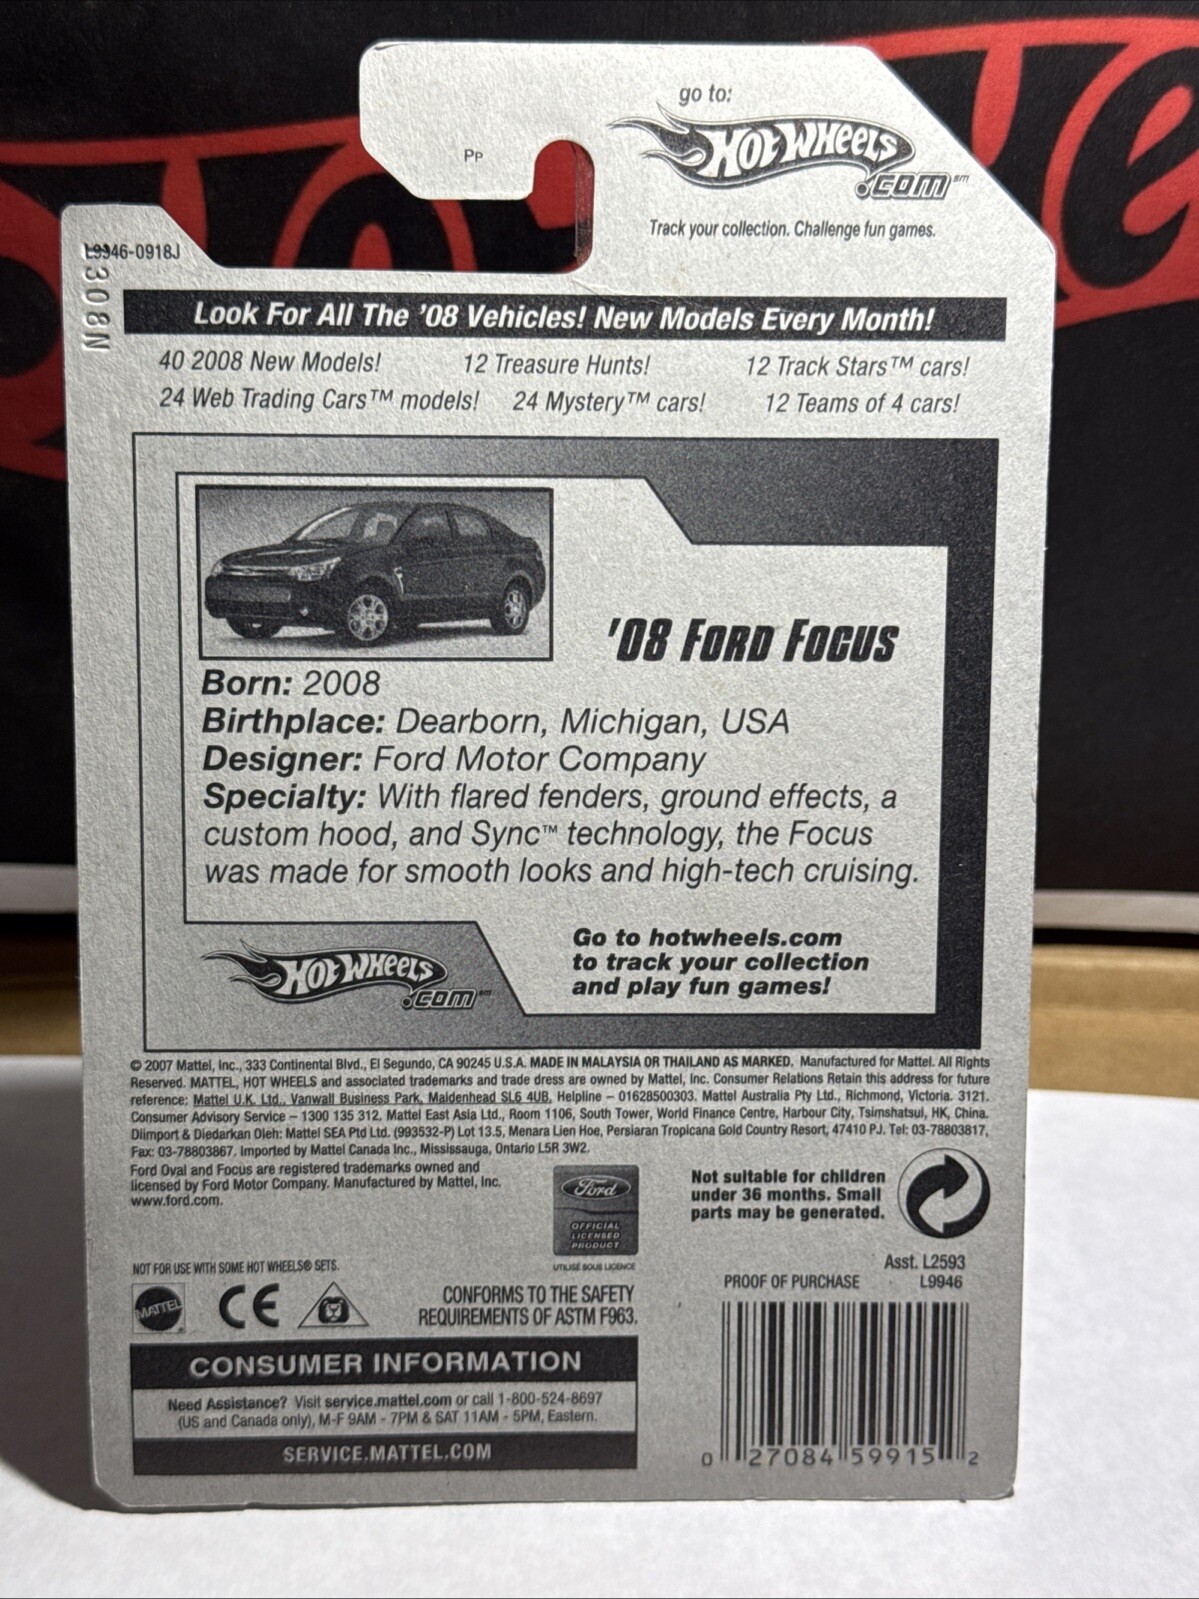 go to:
HOT WHEELS
.COM℠
Track your collection. Challenge fun games.
PP
L9946-0918J
308N
Look For All The '08 Vehicles! New Models Every Month!
40 2008 New Models! 12 Treasure Hunts! 12 Track Stars™ cars!
24 Web Trading Cars™ models! 24 Mystery™ cars! 12 Teams of 4 cars!
'08 FORD FOCUS
Born: 2008
Birthplace: Dearborn, Michigan, USA
Designer: Ford Motor Company
Specialty: With flared fenders, ground effects, a
custom hood, and Sync™ technology, the Focus
was made for smooth looks and high-tech cruising.
HOT WHEELS
.COM℠
Go to hotwheels.com
to track your collection
and play fun games!
© 2007 Mattel, Inc., 333 Continental Blvd., El Segundo, CA 90245 U.S.A. MADE IN MALAYSIA OR THAILAND AS MARKED. Manufactured for Mattel. All Rights
Reserved. MATTEL, HOT WHEELS and associated trademarks and trade dress are owned by Mattel, Inc. Consumer Relations Retain this address for future
reference: Mattel U.K. Ltd., Vanwall Business Park, Maidenhead SL6 4UB. Helpline – 01628500303. Mattel Australia Pty Ltd., Richmond, Victoria. 3121.
Consumer Advisory Service – 1300 135 312. Mattel East Asia Ltd., Room 1106, South Tower, World Finance Centre, Harbour City, Tsimshatsui, HK, China.
Diimport & Diedarkan Oleh: Mattel SEA Ptd Ltd. (993532-P) Lot 13.5, Menara Lien Hoe, Persiaran Tropicana Gold Country Resort, 47410 PJ. Tel: 03-78803817,
Fax: 03-78803867. Imported by Mattel Canada Inc., Mississauga, Ontario L5R 3W2.
Ford Oval and Focus are registered trademarks owned and
licensed by Ford Motor Company. Manufactured by Mattel, Inc.
www.ford.com.
Ford
OFFICIAL
LICENSED
PRODUCT
UTILISÉ SOUS LICENCE
Not suitable for children
under 36 months. Small
parts may be generated.
NOT FOR USE WITH SOME HOT WHEELS® SETS.
MATTEL
CE
CONFORMS TO THE SAFETY
REQUIREMENTS OF ASTM F963.
Asst. L2593
PROOF OF PURCHASE L9946
CONSUMER INFORMATION
Need Assistance? Visit service.mattel.com or call 1-800-524-8697
(US and Canada only), M-F 9AM - 7PM & SAT 11AM - 5PM, Eastern.
SERVICE.MATTEL.COM
0 27084 59915 2